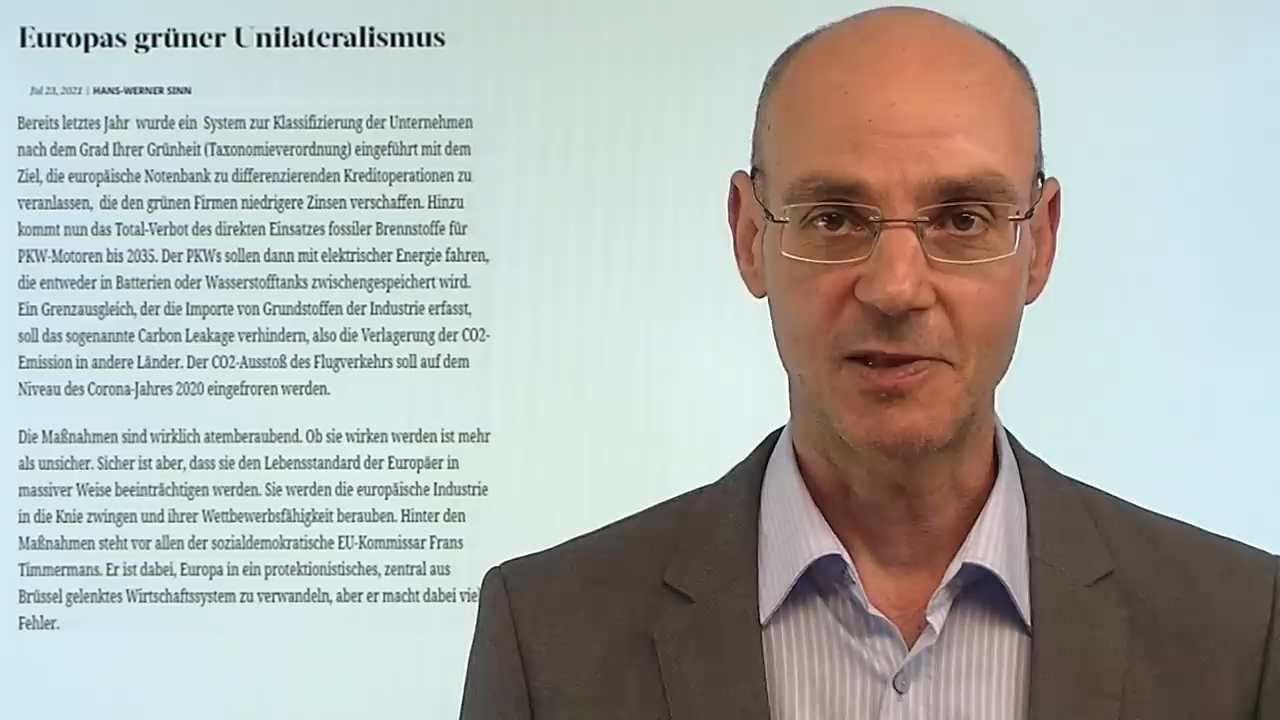 Europas grüner Unilateralismus
Jul 23, 2021 | HANS-WERNER SINN
Bereits letztes Jahr wurde ein System zur Klassifizierung der Unternehmen
nach dem Grad Ihrer Grünheit (Taxonomieverordnung) eingeführt mit dem
Ziel, die europäische Notenbank zu differenzierenden Kreditoperationen zu
veranlassen, die den grünen Firmen niedrigere Zinsen verschaffen. Hinzu
kommt nun das Total-Verbot des direkten Einsatzes fossiler Brennstoffe für
PKW-Motoren bis 2035. Der PKWs sollen dann mit elektrischer Energie fahren,
die entweder in Batterien oder Wasserstofftanks zwischengespeichert wird.
Ein Grenzausgleich, der die Importe von Grundstoffen der Industrie erfasst,
soll das sogenannte Carbon Leakage verhindern, also die Verlagerung der CO2-
Emission in andere Länder. Der CO2-Ausstoß des Flugverkehrs soll auf dem
Niveau des Corona-Jahres 2020 eingefroren werden.
Die Maßnahmen sind wirklich atemberaubend. Ob sie wirken werden ist mehr
als unsicher. Sicher ist aber, dass sie den Lebensstandard der Europäer in
massiver Weise beeinträchtigen werden. Sie werden die europäische Industrie
in die Knie zwingen und ihrer Wettbewerbsfähigkeit berauben. Hinter den
Maßnahmen steht vor allen der sozialdemokratische EU-Kommissar Frans
Timmermans. Er ist dabei, Europa in ein protektionistisches, zentral aus
Brüssel gelenktes Wirtschaftssystem zu verwandeln, aber er macht dabei viel
Fehler.